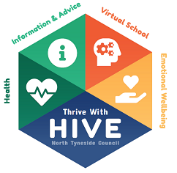 Information & Advice
Virtual School
Health
Emotional Wellbeing
Thrive With
HIVE
North Tyneside Council